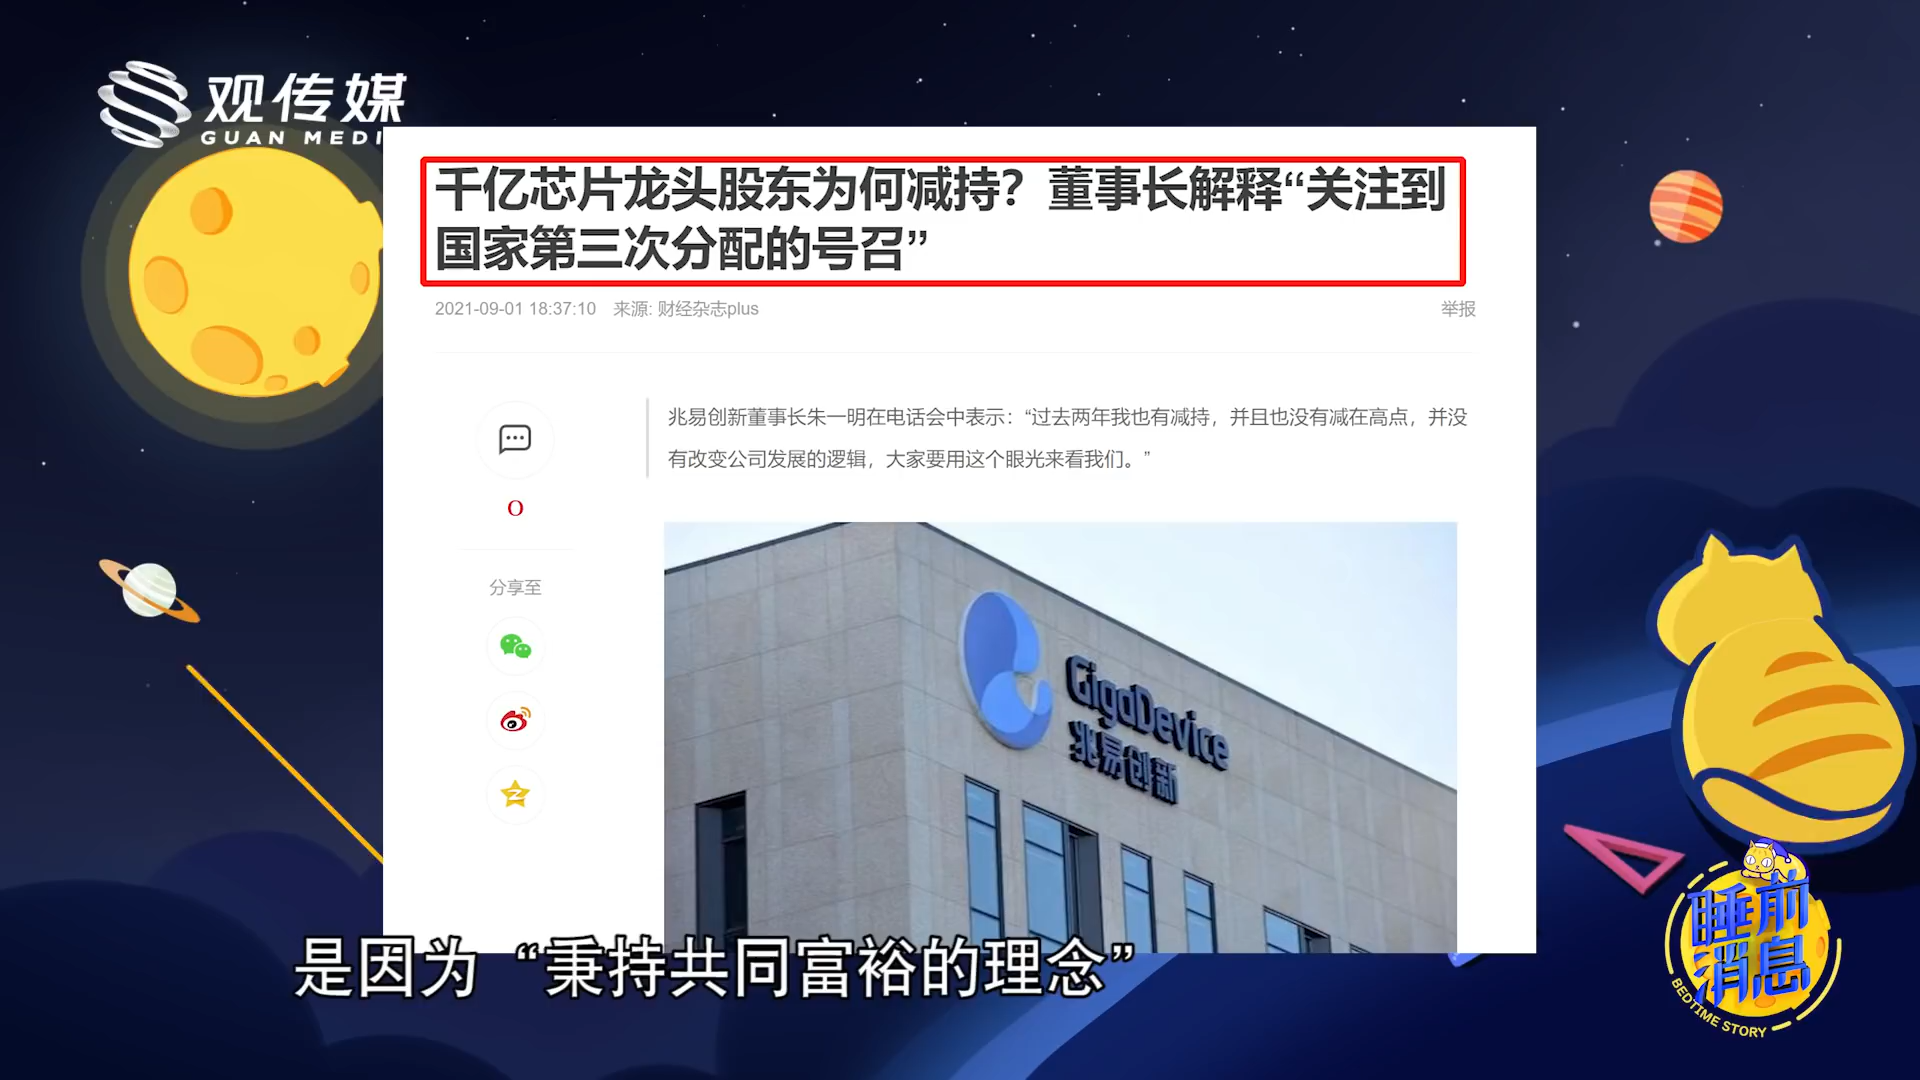 观传媒
GUAN MEDI
千亿芯片龙头股东为何减持？董事长解释“关注到
国家第三次分配的号召”
2021-09-01 18:37:10 来源: 财经杂志plus
举报
兆易创新董事长朱一明在电话会中表示：“过去两年我也有减持，并且也没有减在高点，并没
有改变公司发展的逻辑，大家要用这个眼光来看我们。”
0
分享至
GigaDevice
兆易创新
是因为“秉持共同富裕的理念”
睡前
消息
BEDTIME STORY